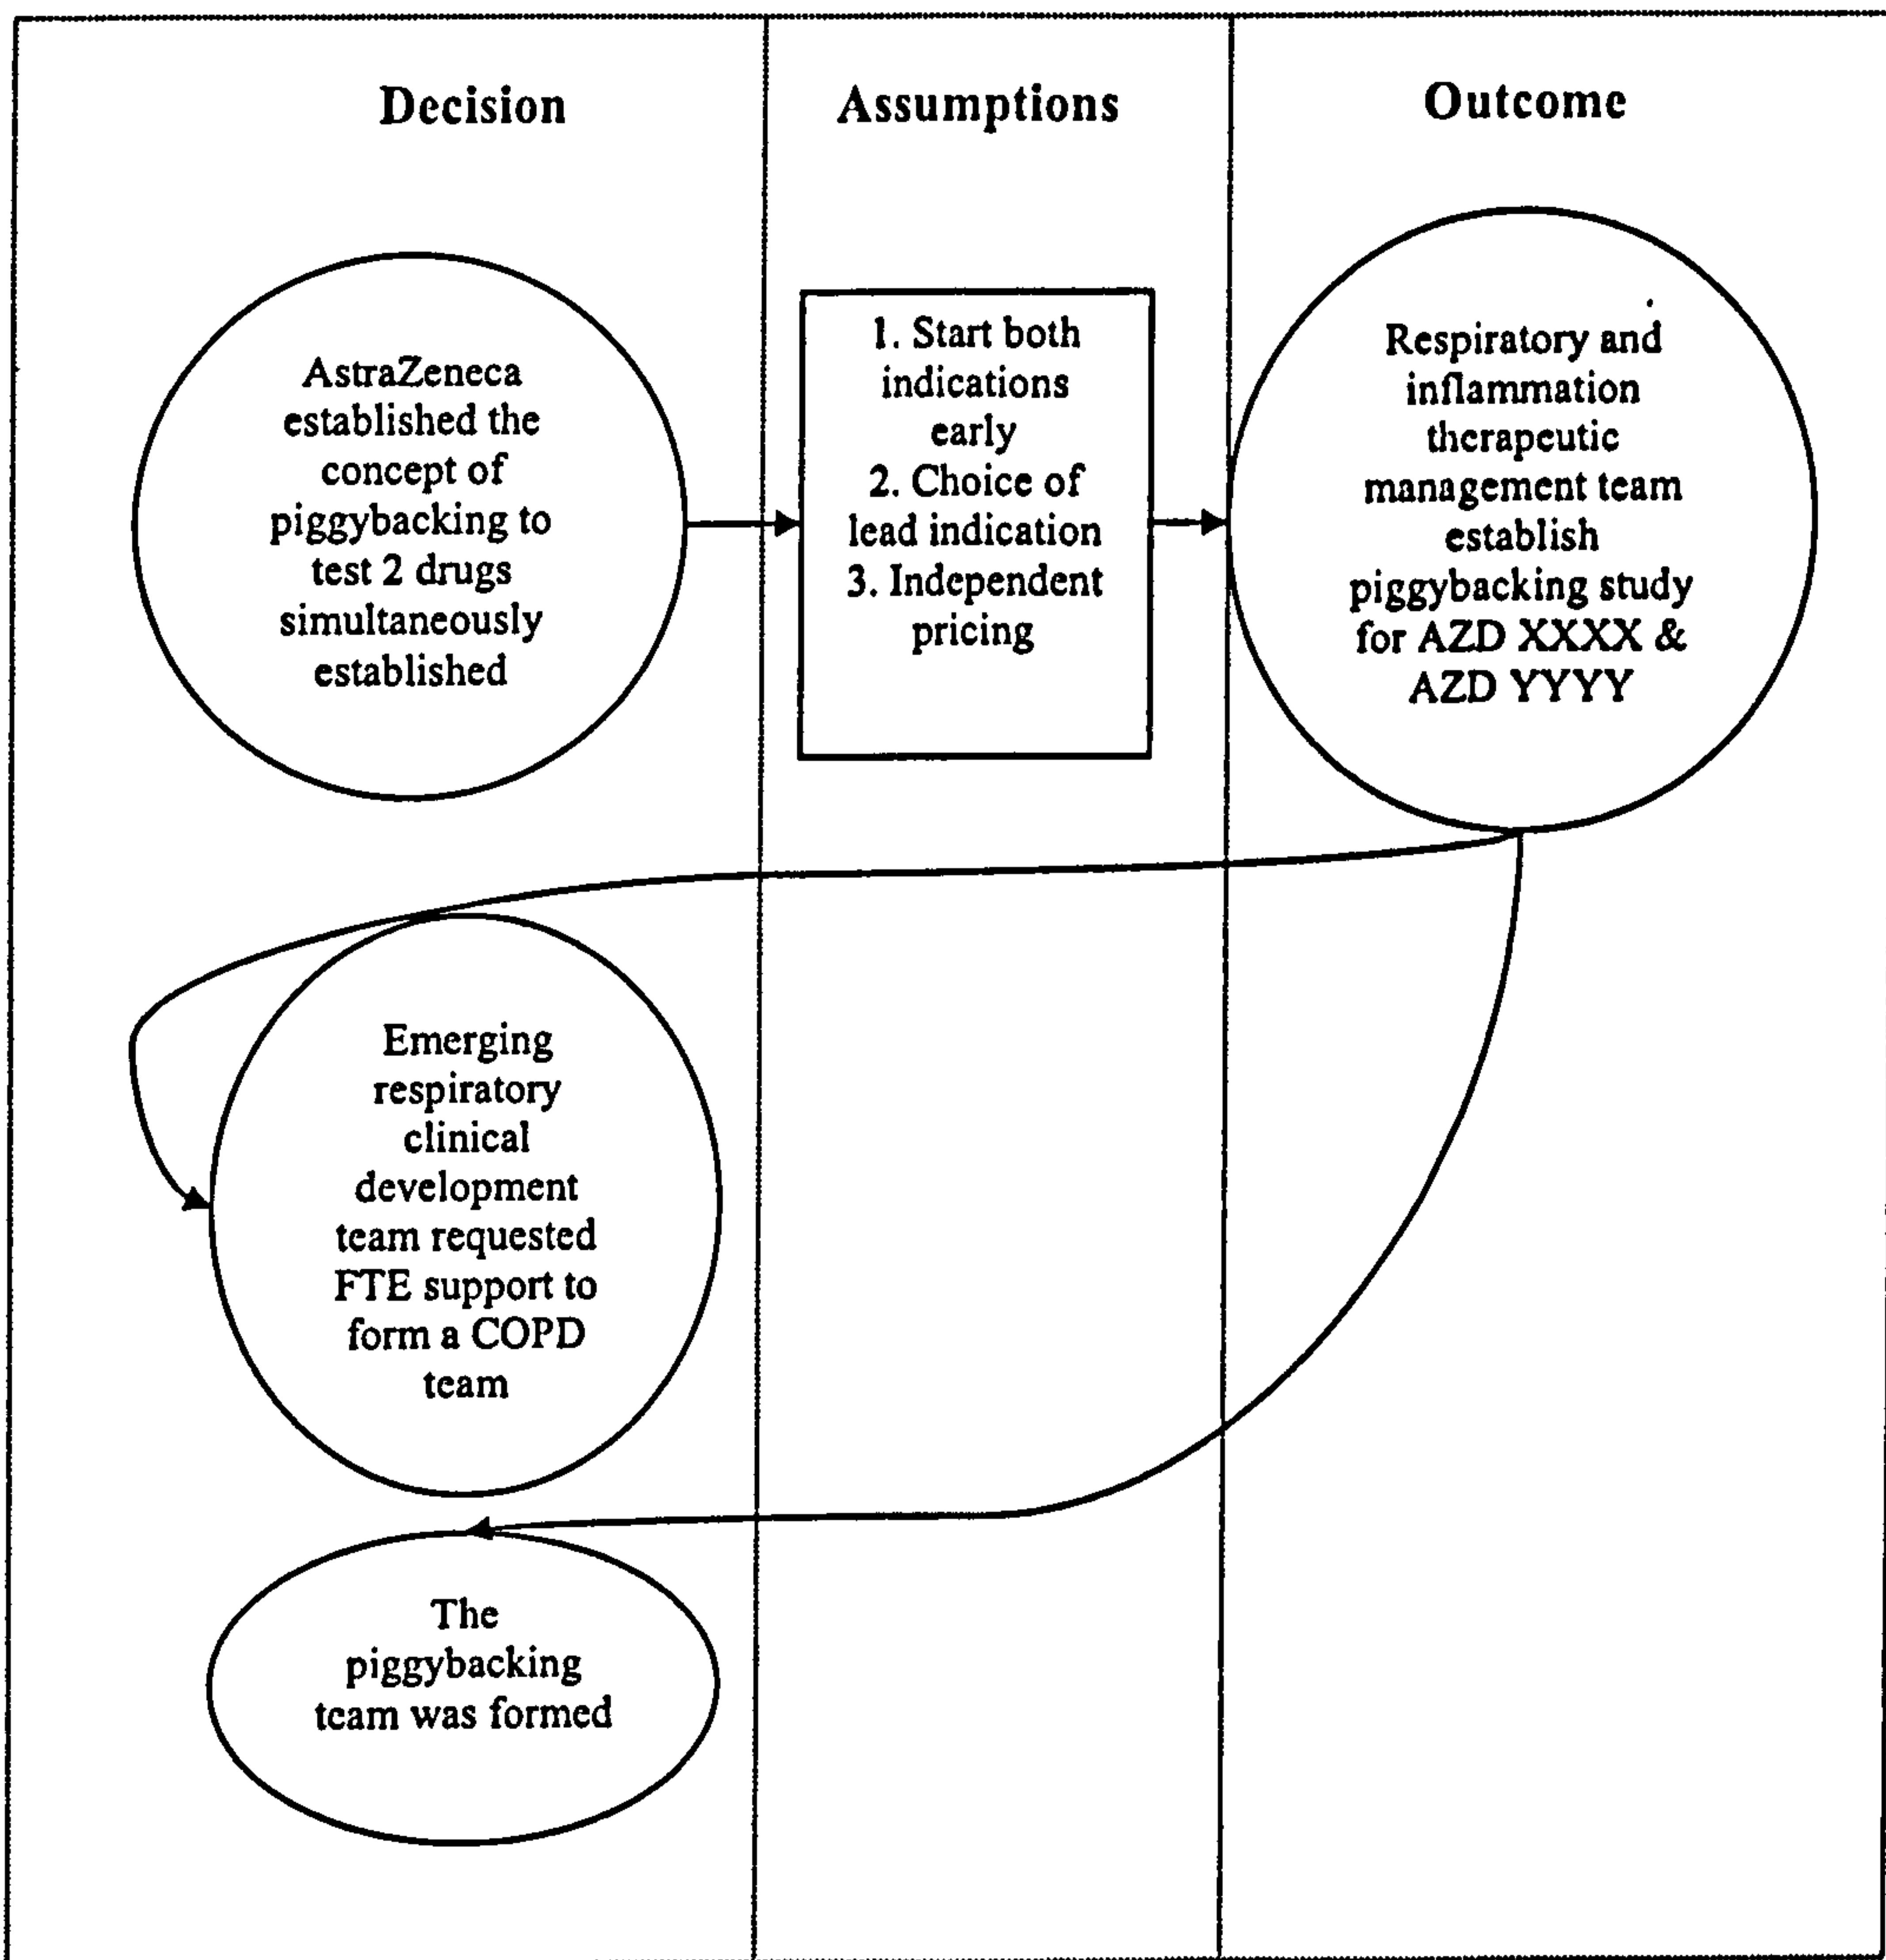 Decision
Assumptions
Outcome
AstraZeneca
established the
concept of
piggybacking to
test 2 drugs
simultaneously
established
1. Start both
indications
early
2. Choice of
lead indication
3. Independent
pricing
Respiratory and
inflammation
therapeutic
management team
establish
piggybacking study
for AZD XXXX &
AZD YYYY
Emerging
respiratory
clinical
development
team requested
FTE support to
form a COPD
team
The
piggybacking
team was formed